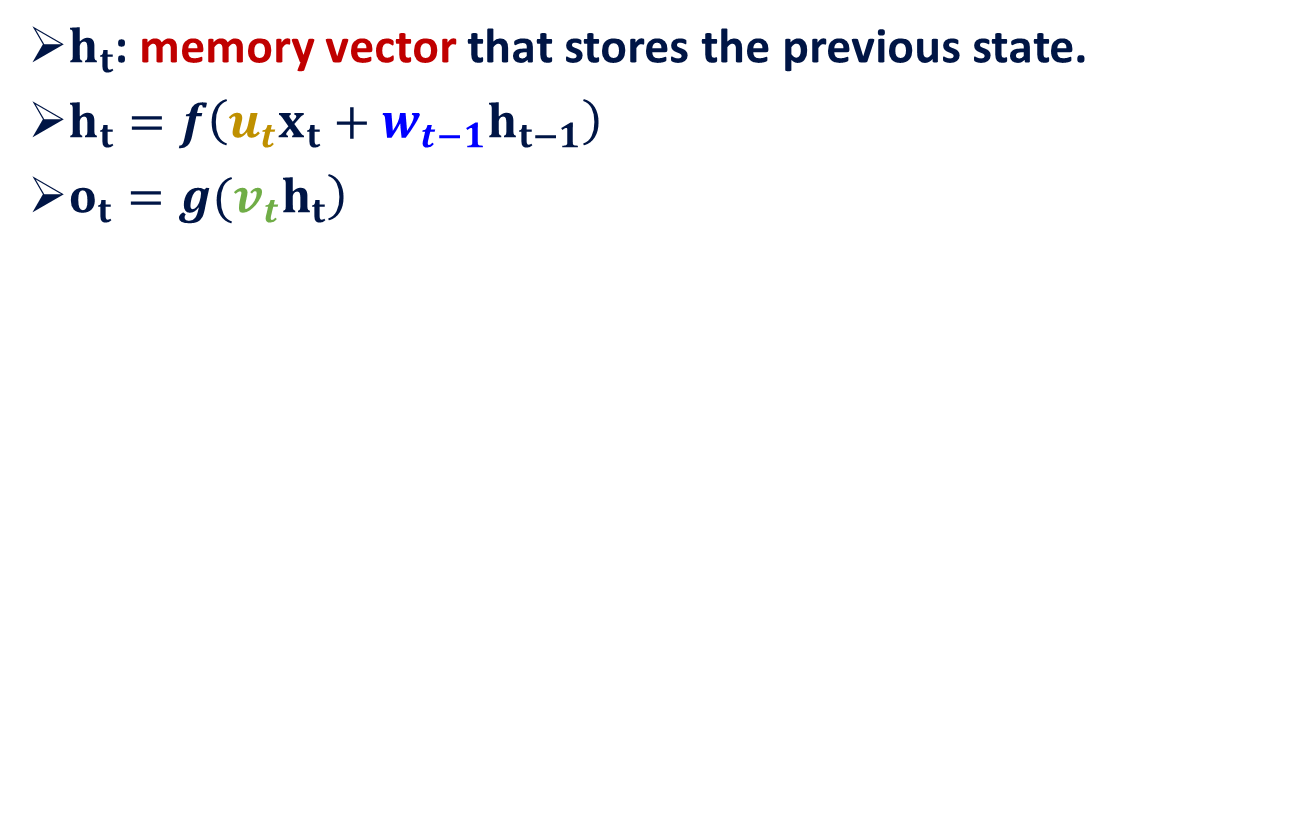 ➢hₜ: memory vector that stores the previous state.
➢hₜ = f(uₜxₜ + wₜ₋₁hₜ₋₁)
➢oₜ = g(vₜhₜ)